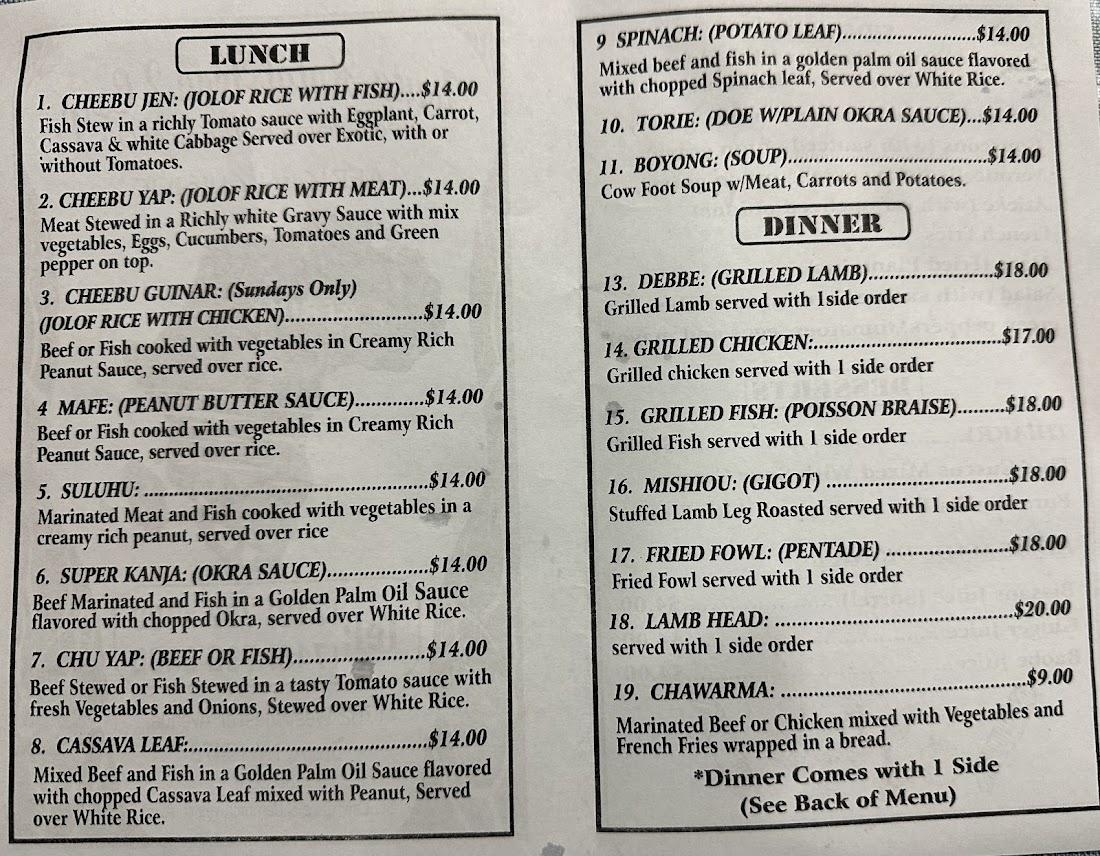 LUNCH
1. CHEEBU JEN: (JOLOF RICE WITH FISH)....$14.00
Fish Stew in a richly Tomato sauce with Eggplant, Carrot,
Cassava & white Cabbage Served over Exotic, with or
without Tomatoes.
2. CHEEBU YAP: (JOLOF RICE WITH MEAT)...$14.00
Meat Stewed in a Richly white Gravy Sauce with mix
vegetables, Eggs, Cucumbers, Tomatoes and Green
pepper on top.
3. CHEEBU GUINAR: (Sundays Only)
(JOLOF RICE WITH CHICKEN)........................$14.00
Beef or Fish cooked with vegetables in Creamy Rich
Peanut Sauce, served over rice.
4 MAFE: (PEANUT BUTTER SAUCE)............$14.00
Beef or Fish cooked with vegetables in Creamy Rich
Peanut Sauce, served over rice.
5. SULUHU: ..................................................$14.00
Marinated Meat and Fish cooked with vegetables in a
creamy rich peanut, served over rice
6. SUPER KANJA: (OKRA SAUCE)..................$14.00
Beef Marinated and Fish in a Golden Palm Oil Sauce
flavored with chopped Okra, served over White Rice.
7. CHU YAP: (BEEF OR FISH).......................$14.00
Beef Stewed or Fish Stewed in a tasty Tomato sauce with
fresh Vegetables and Onions, Stewed over White Rice.
8. CASSAVA LEAF:..........................................$14.00
Mixed Beef and Fish in a Golden Palm Oil Sauce flavored
with chopped Cassava Leaf mixed with Peanut, Served
over White Rice.
9 SPINACH: (POTATO LEAF)........................$14.00
Mixed beef and fish in a golden palm oil sauce flavored
with chopped Spinach leaf, Served over White Rice.
10. TORIE: (DOE W/PLAIN OKRA SAUCE)...$14.00
11. BOYONG: (SOUP)...................................$14.00
Cow Foot Soup w/Meat, Carrots and Potatoes.
DINNER
13. DEBBE: (GRILLED LAMB)......................$18.00
Grilled Lamb served with 1side order
14. GRILLED CHICKEN:.................................$17.00
Grilled chicken served with 1 side order
15. GRILLED FISH: (POISSON BRAISE).........$18.00
Grilled Fish served with 1 side order
16. MISHIOU: (GIGOT) ................................$18.00
Stuffed Lamb Leg Roasted served with 1 side order
17. FRIED FOWL: (PENTADE) ......................$18.00
Fried Fowl served with 1 side order
18. LAMB HEAD: ..........................................$20.00
served with 1 side order
19. CHAWARMA: ...........................................$9.00
Marinated Beef or Chicken mixed with Vegetables and
French Fries wrapped in a bread.
*Dinner Comes with 1 Side
(See Back of Menu)